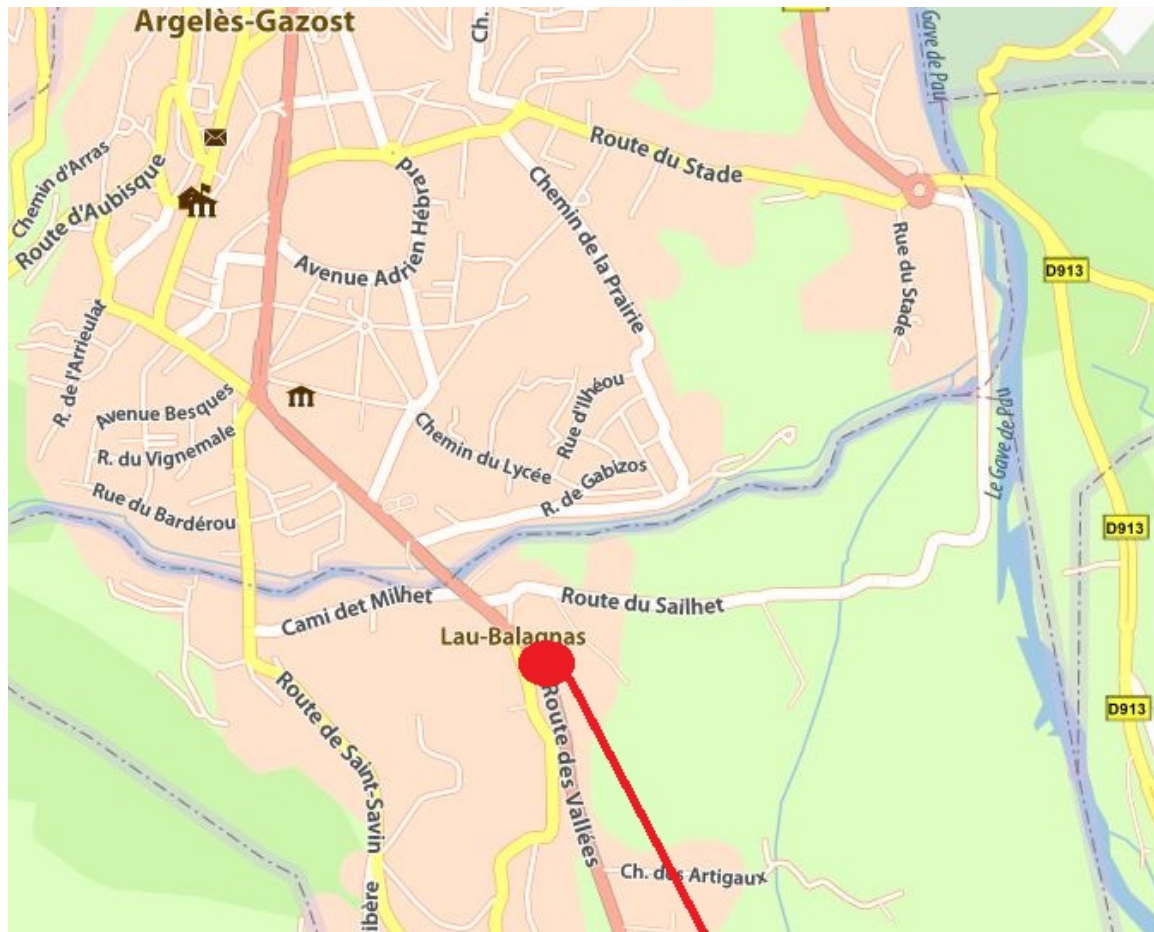 Argelès-Gazost
Ch.
Gave de Pau
Chemin d'Arras
Route d'Aubisque
Route du Stade
Avenue Adrien Hébrard
Chemin de la Prairie
Rue du Stade
D913
R. de l'Arrieulat
Avenue Besques
R. du Vignemale
Rue du Bardérou
Rue d'Ilhéou
Chemin du Lycée
R. de Gabizos
Le Gave de Pau
D913
Cami det Milhet
Route du Sailhet
Lau-Balagnas
D913
Route de Saint-Savin
Route des Vallées
Ch. des Artigaux
ibère